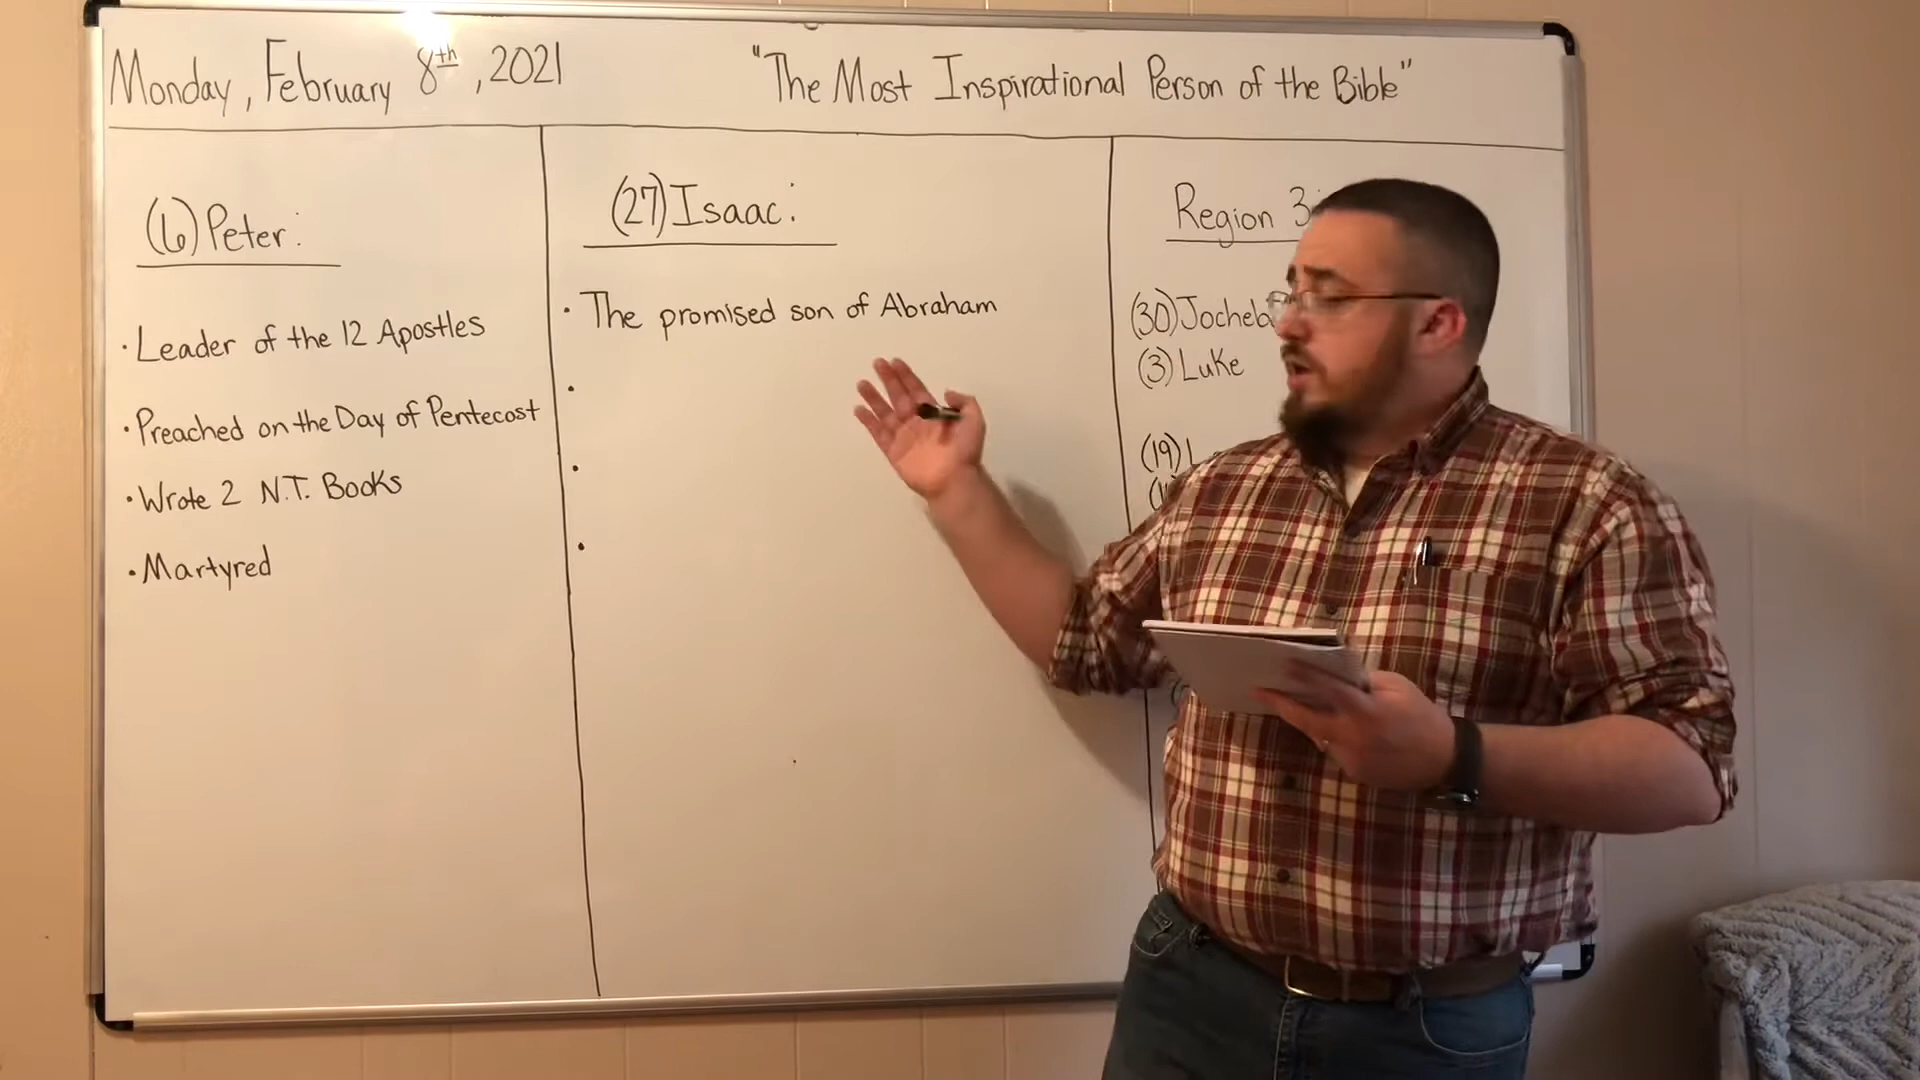 Monday, February 8th, 2021
"The Most Inspirational Person of the Bible"
(6) Peter:
• Leader of the 12 Apostles
• Preached on the Day of Pentecost
• Wrote 2 N.T. Books
• Martyred
(27) Isaac:
• The promised son of Abraham
•
•
•
Region 3:
(30) Jocheb
(3) Luke
(19) L